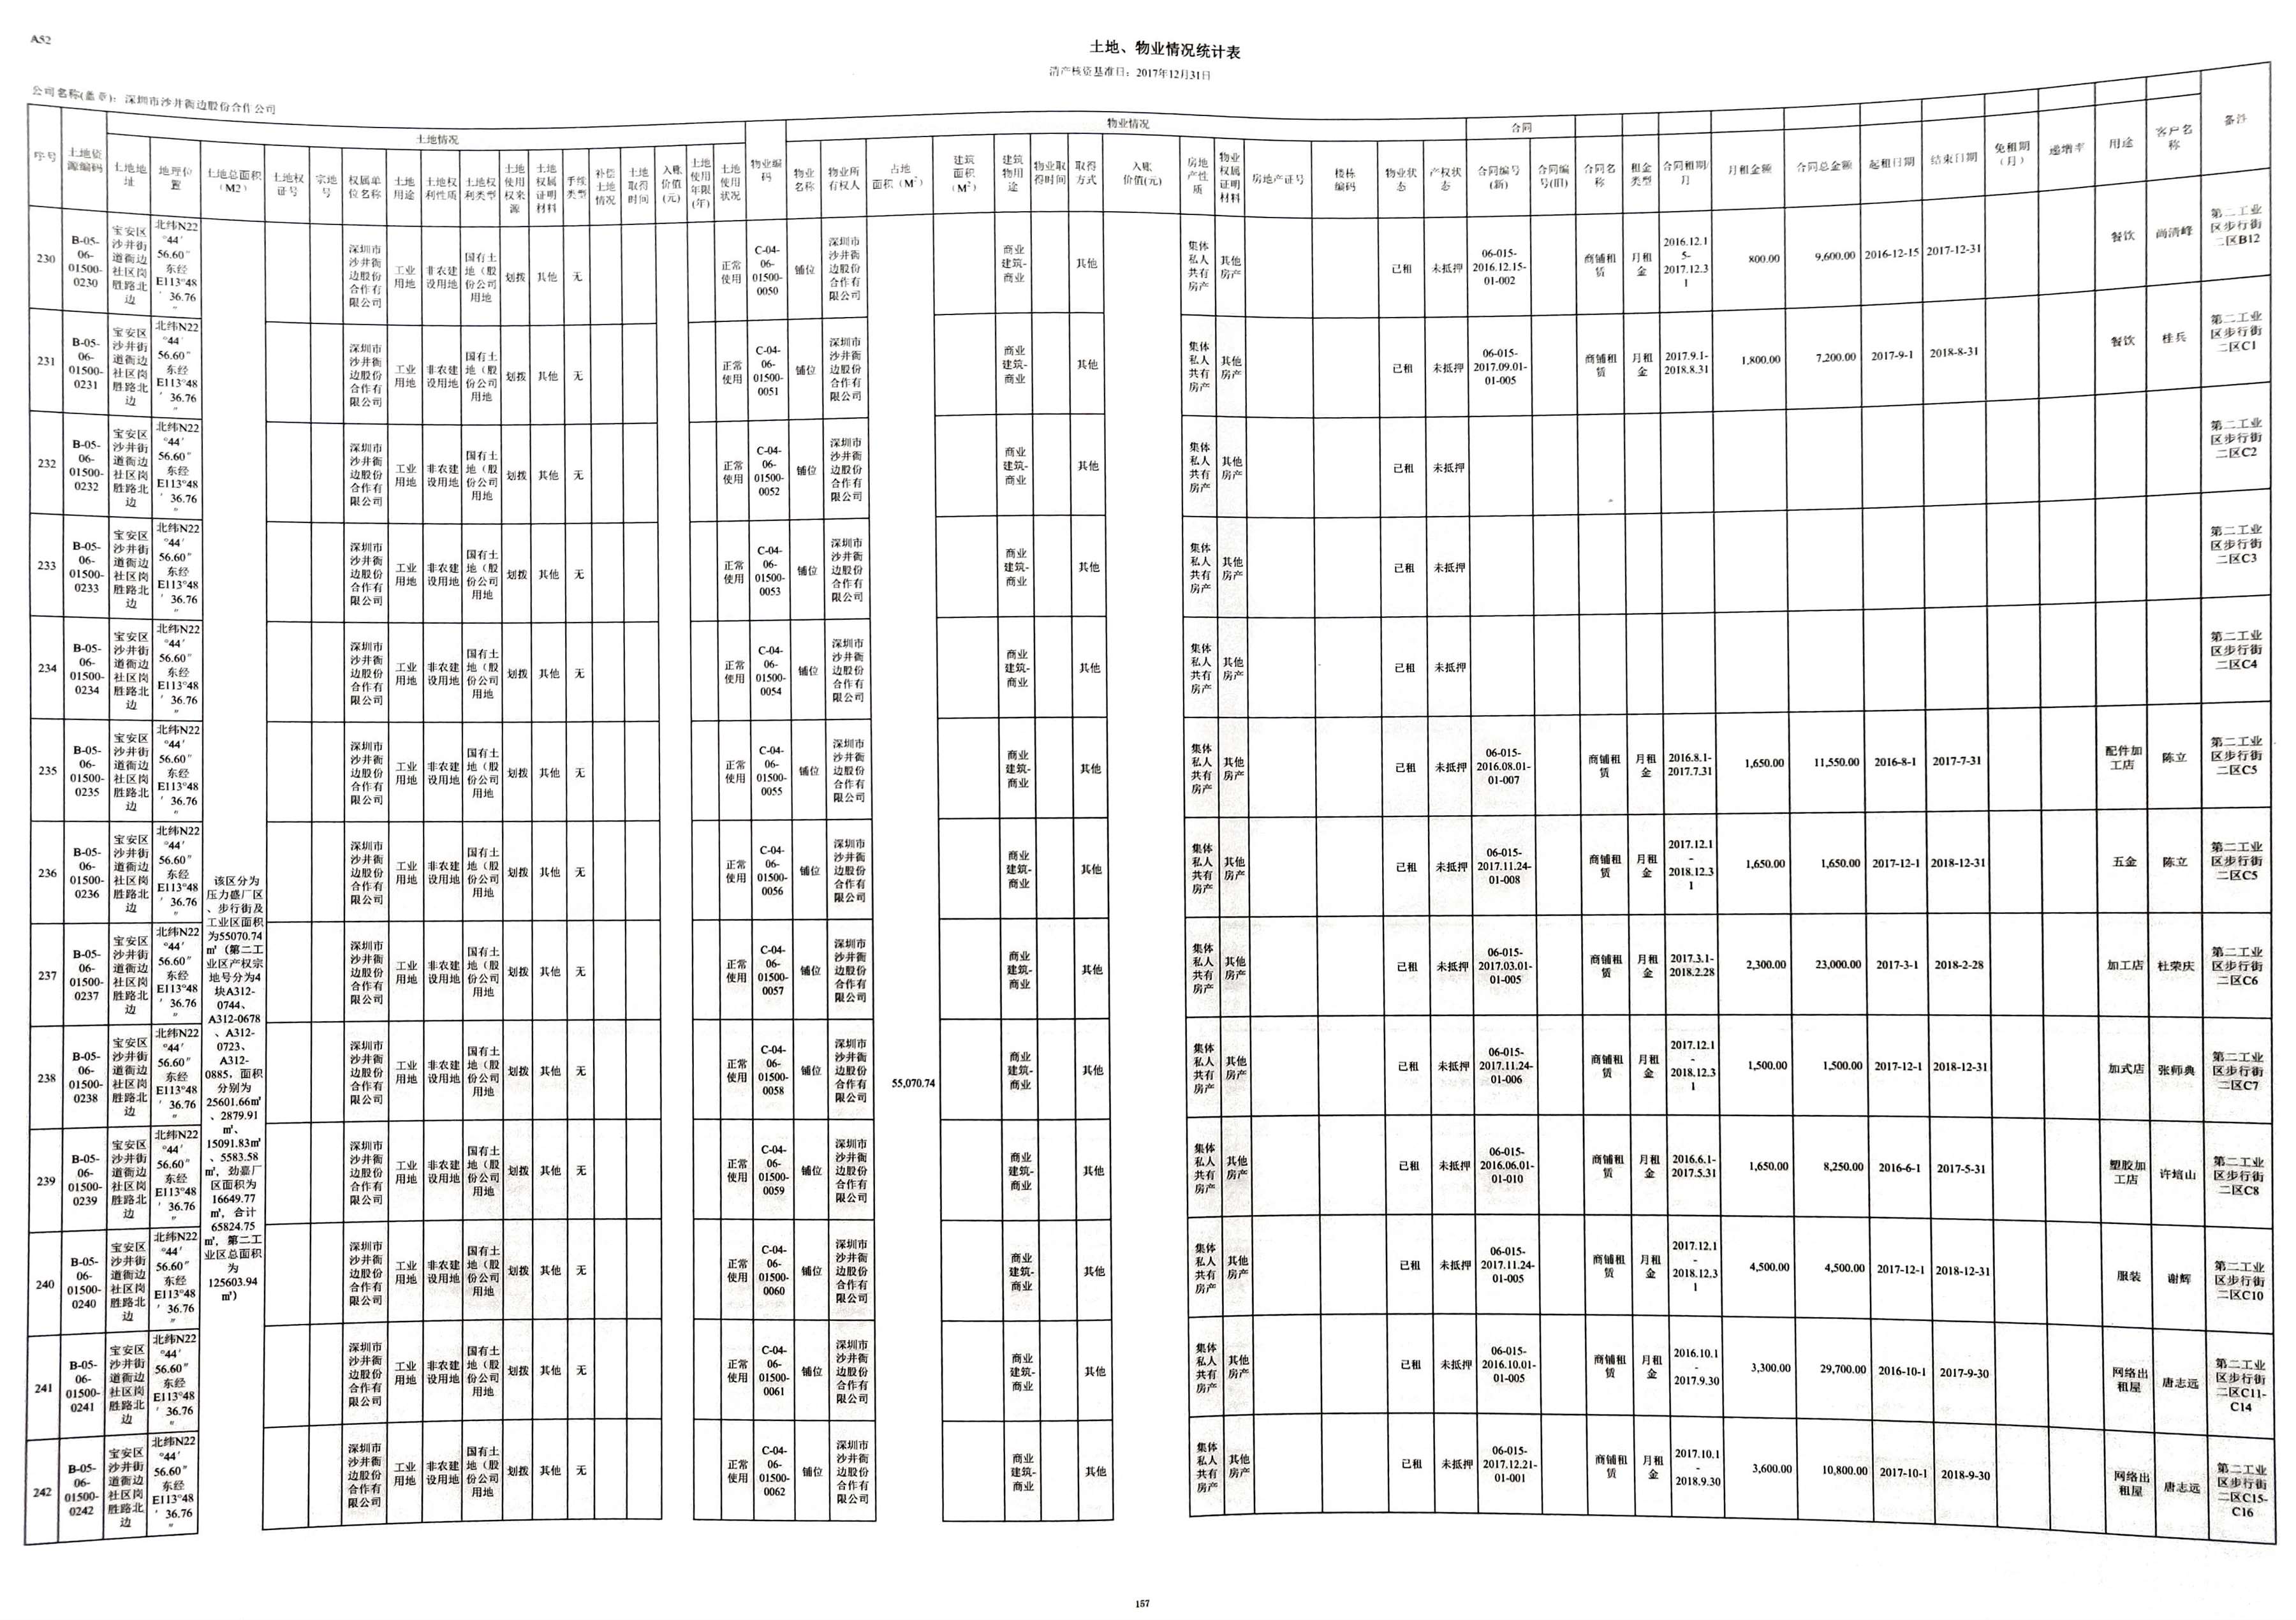 A52
土地、物业情况统计表
清产核资基准日：2017年12月31日
公司名称(盖章)：深圳市沙井衙边股份合作公司
土地情况 物业情况 合同
序号 土地资源编码 土地地址 地理位置 土地总面积(M2) 土地权证号 宗地号 权属单位名称 土地用途 土地权利性质 土地权利类型 土地使用权来源 土地权属证明材料 手续类型 补偿土地情况 土地取得时间 入账价值(元) 土地使用年限(年) 土地使用状况 物业编码 物业名称 物业所有权人 占地面积(M²) 建筑面积(M²) 建筑物用途 物业取得时间 取得方式 入账价值(元) 房地产性质 物业权属证明材料 房地产证号 楼栋编码 物业状态 产权状态 合同编号(新) 合同编号(旧) 合同名称 租金类型 合同租期/月 月租金额 合同总金额 起租日期 结束日期 免租期(月) 递增率 用途 客户名称 备注
230 B-05-06-01500-0230 宝安区沙井街道衙边社区岗胜路北边 北纬N22°44′56.60″东经E113°48′36.76″ 深圳市沙井衙边股份合作有限公司 工业用地 非农建设用地 国有土地（股份公司用地 划拨 其他 无 正常使用 C-04-06-01500-0050 铺位 深圳市沙井衙边股份合作有限公司 商业建筑-商业 其他 集体私人共有房产 其他房产 已租 未抵押 06-015-2016.12.15-01-002 商铺租赁 月租金 2016.12.15-2017.12.31 800.00 9,600.00 2016-12-15 2017-12-31 餐饮 尚清峰 第二工业区步行街二区B12
231 B-05-06-01500-0231 宝安区沙井街道衙边社区岗胜路北边 北纬N22°44′56.60″东经E113°48′36.76″ 深圳市沙井衙边股份合作有限公司 工业用地 非农建设用地 国有土地（股份公司用地 划拨 其他 无 正常使用 C-04-06-01500-0051 铺位 深圳市沙井衙边股份合作有限公司 商业建筑-商业 其他 集体私人共有房产 其他房产 已租 未抵押 06-015-2017.09.01-01-005 商铺租赁 月租金 2017.9.1-2018.8.31 1,800.00 7,200.00 2017-9-1 2018-8-31 餐饮 桂兵 第二工业区步行街二区C1
232 B-05-06-01500-0232 宝安区沙井街道衙边社区岗胜路北边 北纬N22°44′56.60″东经E113°48′36.76″ 深圳市沙井衙边股份合作有限公司 工业用地 非农建设用地 国有土地（股份公司用地 划拨 其他 无 正常使用 C-04-06-01500-0052 铺位 深圳市沙井衙边股份合作有限公司 商业建筑-商业 其他 集体私人共有房产 其他房产 已租 未抵押 第二工业区步行街二区C2
233 B-05-06-01500-0233 宝安区沙井街道衙边社区岗胜路北边 北纬N22°44′56.60″东经E113°48′36.76″ 深圳市沙井衙边股份合作有限公司 工业用地 非农建设用地 国有土地（股份公司用地 划拨 其他 无 正常使用 C-04-06-01500-0053 铺位 深圳市沙井衙边股份合作有限公司 商业建筑-商业 其他 集体私人共有房产 其他房产 已租 未抵押 第二工业区步行街二区C3
234 B-05-06-01500-0234 宝安区沙井街道衙边社区岗胜路北边 北纬N22°44′56.60″东经E113°48′36.76″ 深圳市沙井衙边股份合作有限公司 工业用地 非农建设用地 国有土地（股份公司用地 划拨 其他 无 正常使用 C-04-06-01500-0054 铺位 深圳市沙井衙边股份合作有限公司 商业建筑-商业 其他 集体私人共有房产 其他房产 已租 未抵押 第二工业区步行街二区C4
235 B-05-06-01500-0235 宝安区沙井街道衙边社区岗胜路北边 北纬N22°44′56.60″东经E113°48′36.76″ 深圳市沙井衙边股份合作有限公司 工业用地 非农建设用地 国有土地（股份公司用地 划拨 其他 无 正常使用 C-04-06-01500-0055 铺位 深圳市沙井衙边股份合作有限公司 商业建筑-商业 其他 集体私人共有房产 其他房产 已租 未抵押 06-015-2016.08.01-01-007 商铺租赁 月租金 2016.8.1-2017.7.31 1,650.00 11,550.00 2016-8-1 2017-7-31 配件加工店 陈立 第二工业区步行街二区C5
236 B-05-06-01500-0236 宝安区沙井街道衙边社区岗胜路北边 北纬N22°44′56.60″东经E113°48′36.76″ 深圳市沙井衙边股份合作有限公司 工业用地 非农建设用地 国有土地（股份公司用地 划拨 其他 无 正常使用 C-04-06-01500-0056 铺位 深圳市沙井衙边股份合作有限公司 商业建筑-商业 其他 集体私人共有房产 其他房产 已租 未抵押 06-015-2017.11.24-01-008 商铺租赁 月租金 2017.12.1-2018.12.31 1,650.00 1,650.00 2017-12-1 2018-12-31 五金 陈立 第二工业区步行街二区C5
该区分为压力盛厂区、步行街及工业区面积为55070.74㎡（第二工业区产权宗地号分为4块A312-0744、A312-0678、A312-0723、A312-0885，面积分别为25601.66㎡、2879.91㎡、15091.83㎡、5583.58㎡，劲嘉厂区面积为16649.77㎡，合计65824.75㎡，第二工业区总面积为125603.94㎡）
237 B-05-06-01500-0237 宝安区沙井街道衙边社区岗胜路北边 北纬N22°44′56.60″东经E113°48′36.76″ 深圳市沙井衙边股份合作有限公司 工业用地 非农建设用地 国有土地（股份公司用地 划拨 其他 无 正常使用 C-04-06-01500-0057 铺位 深圳市沙井衙边股份合作有限公司 商业建筑-商业 其他 集体私人共有房产 其他房产 已租 未抵押 06-015-2017.03.01-01-005 商铺租赁 月租金 2017.3.1-2018.2.28 2,300.00 23,000.00 2017-3-1 2018-2-28 加工店 杜荣庆 第二工业区步行街二区C6
238 B-05-06-01500-0238 宝安区沙井街道衙边社区岗胜路北边 北纬N22°44′56.60″东经E113°48′36.76″ 深圳市沙井衙边股份合作有限公司 工业用地 非农建设用地 国有土地（股份公司用地 划拨 其他 无 正常使用 C-04-06-01500-0058 铺位 深圳市沙井衙边股份合作有限公司 55,070.74 商业建筑-商业 其他 集体私人共有房产 其他房产 已租 未抵押 06-015-2017.11.24-01-006 商铺租赁 月租金 2017.12.1-2018.12.31 1,500.00 1,500.00 2017-12-1 2018-12-31 加式店 张师典 第二工业区步行街二区C7
239 B-05-06-01500-0239 宝安区沙井街道衙边社区岗胜路北边 北纬N22°44′56.60″东经E113°48′36.76″ 深圳市沙井衙边股份合作有限公司 工业用地 非农建设用地 国有土地（股份公司用地 划拨 其他 无 正常使用 C-04-06-01500-0059 铺位 深圳市沙井衙边股份合作有限公司 商业建筑-商业 其他 集体私人共有房产 其他房产 已租 未抵押 06-015-2016.06.01-01-010 商铺租赁 月租金 2016.6.1-2017.5.31 1,650.00 8,250.00 2016-6-1 2017-5-31 塑胶加工店 许培山 第二工业区步行街二区C8
240 B-05-06-01500-0240 宝安区沙井街道衙边社区岗胜路北边 北纬N22°44′56.60″东经E113°48′36.76″ 深圳市沙井衙边股份合作有限公司 工业用地 非农建设用地 国有土地（股份公司用地 划拨 其他 无 正常使用 C-04-06-01500-0060 铺位 深圳市沙井衙边股份合作有限公司 商业建筑-商业 其他 集体私人共有房产 其他房产 已租 未抵押 06-015-2017.11.24-01-005 商铺租赁 月租金 2017.12.1-2018.12.31 4,500.00 4,500.00 2017-12-1 2018-12-31 服装 谢辉 第二工业区步行街二区C10
241 B-05-06-01500-0241 宝安区沙井街道衙边社区岗胜路北边 北纬N22°44′56.60″东经E113°48′36.76″ 深圳市沙井衙边股份合作有限公司 工业用地 非农建设用地 国有土地（股份公司用地 划拨 其他 无 正常使用 C-04-06-01500-0061 铺位 深圳市沙井衙边股份合作有限公司 商业建筑-商业 其他 集体私人共有房产 其他房产 已租 未抵押 06-015-2016.10.01-01-005 商铺租赁 月租金 2016.10.1-2017.9.30 3,300.00 29,700.00 2016-10-1 2017-9-30 网络出租屋 唐志远 第二工业区步行街二区C11-C14
242 B-05-06-01500-0242 宝安区沙井街道衙边社区岗胜路北边 北纬N22°44′56.60″东经E113°48′36.76″ 深圳市沙井衙边股份合作有限公司 工业用地 非农建设用地 国有土地（股份公司用地 划拨 其他 无 正常使用 C-04-06-01500-0062 铺位 深圳市沙井衙边股份合作有限公司 商业建筑-商业 其他 集体私人共有房产 其他房产 已租 未抵押 06-015-2017.12.21-01-001 商铺租赁 月租金 2017.10.1-2018.9.30 3,600.00 10,800.00 2017-10-1 2018-9-30 网络出租屋 唐志远 第二工业区步行街二区C15-C16
157